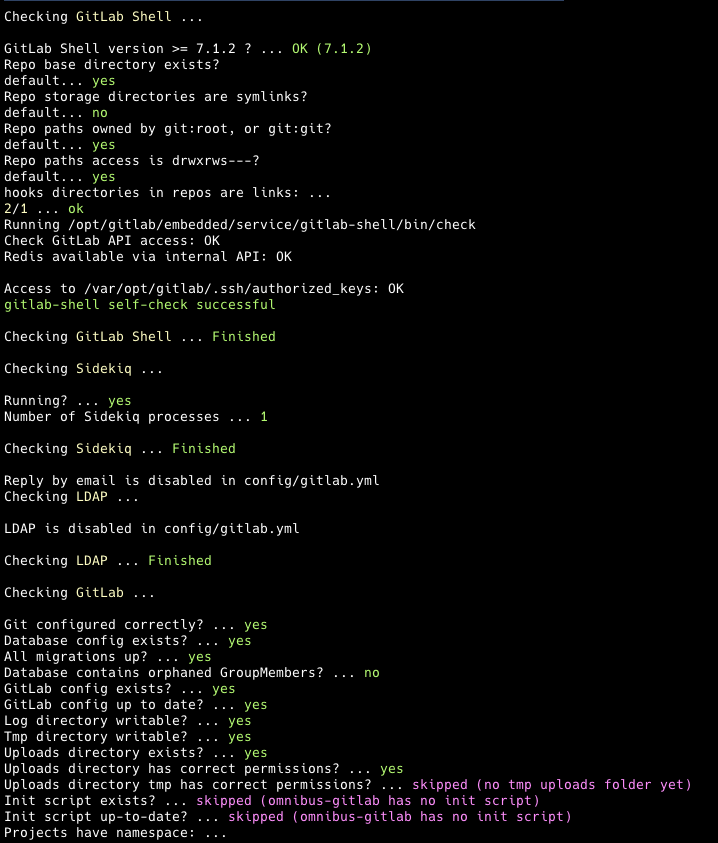 Checking GitLab Shell ...
GitLab Shell version >= 7.1.2 ? ... OK (7.1.2)
Repo base directory exists?
default... yes
Repo storage directories are symlinks?
default... no
Repo paths owned by git:root, or git:git?
default... yes
Repo paths access is drwxrws---?
default... yes
hooks directories in repos are links: ...
2/1 ... ok
Running /opt/gitlab/embedded/service/gitlab-shell/bin/check
Check GitLab API access: OK
Redis available via internal API: OK
Access to /var/opt/gitlab/.ssh/authorized_keys: OK
gitlab-shell self-check successful
Checking GitLab Shell ... Finished
Checking Sidekiq ...
Running? ... yes
Number of Sidekiq processes ... 1
Checking Sidekiq ... Finished
Reply by email is disabled in config/gitlab.yml
Checking LDAP ...
LDAP is disabled in config/gitlab.yml
Checking LDAP ... Finished
Checking GitLab ...
Git configured correctly? ... yes
Database config exists? ... yes
All migrations up? ... yes
Database contains orphaned GroupMembers? ... no
GitLab config exists? ... yes
GitLab config up to date? ... yes
Log directory writable? ... yes
Tmp directory writable? ... yes
Uploads directory exists? ... yes
Uploads directory has correct permissions? ... yes
Uploads directory tmp has correct permissions? ... skipped (no tmp uploads folder yet)
Init script exists? ... skipped (omnibus-gitlab has no init script)
Init script up-to-date? ... skipped (omnibus-gitlab has no init script)
Projects have namespace: ...